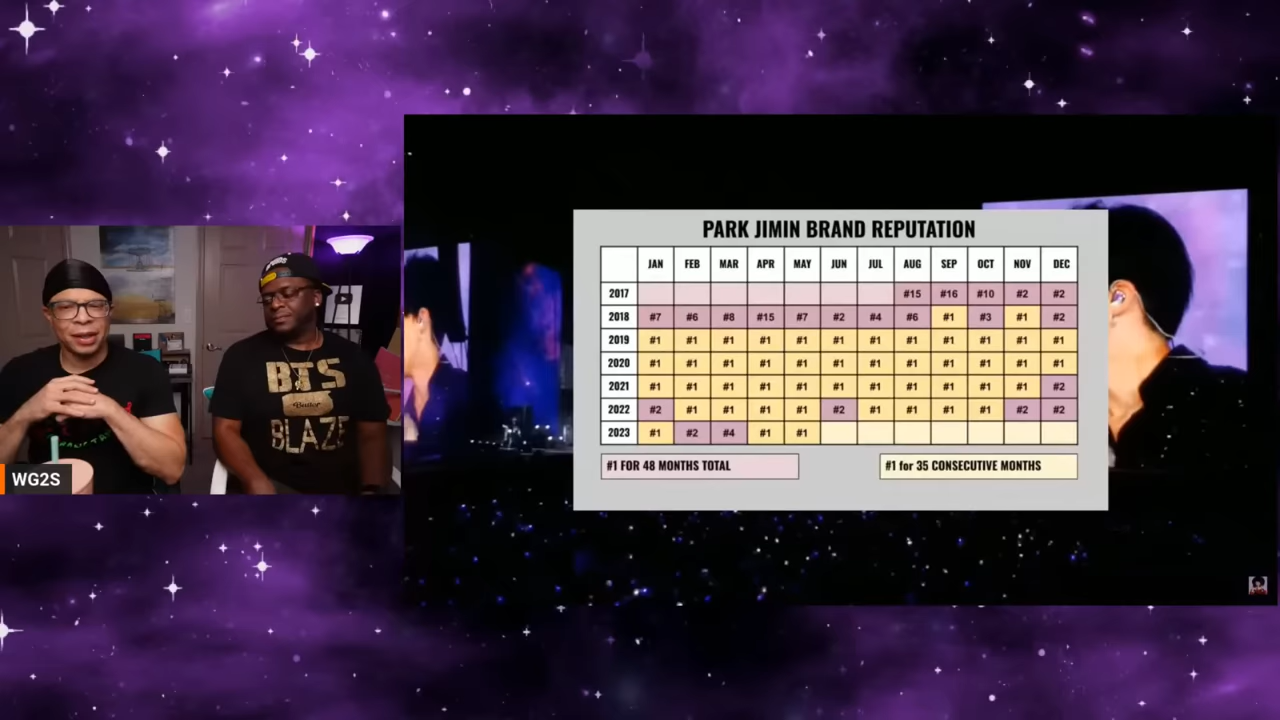 PARK JIMIN BRAND REPUTATION
JAN FEB MAR APR MAY JUN JUL AUG SEP OCT NOV DEC
2017 #15 #16 #10 #2 #2
2018 #7 #6 #8 #15 #7 #2 #4 #6 #1 #3 #1 #2
2019 #1 #1 #1 #1 #1 #1 #1 #1 #1 #1 #1 #1
2020 #1 #1 #1 #1 #1 #1 #1 #1 #1 #1 #1 #1
2021 #1 #1 #1 #1 #1 #1 #1 #1 #1 #1 #1 #2
2022 #2 #1 #1 #1 #1 #2 #1 #1 #1 #1 #2 #2
2023 #1 #2 #4 #1 #1
#1 FOR 48 MONTHS TOTAL
#1 for 35 CONSECUTIVE MONTHS
BTS
Butter
BLAZE
WG2S